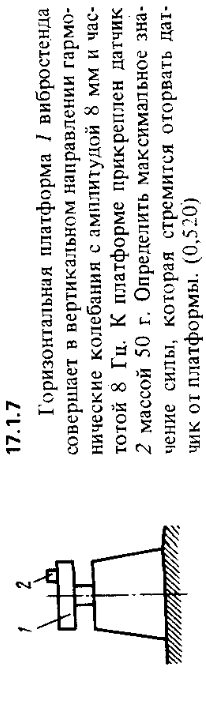 17.1.7
Горизонтальная платформа 1 вибростенда
совершает в вертикальном направлении гармо-
нические колебания с амплитудой 8 мм и час-
тотой 8 Гц. К платформе прикреплен датчик
2 массой 50 г. Определить максимальное зна-
чение силы, которая стремится оторвать дат-
чик от платформы. (0,520)
1
2